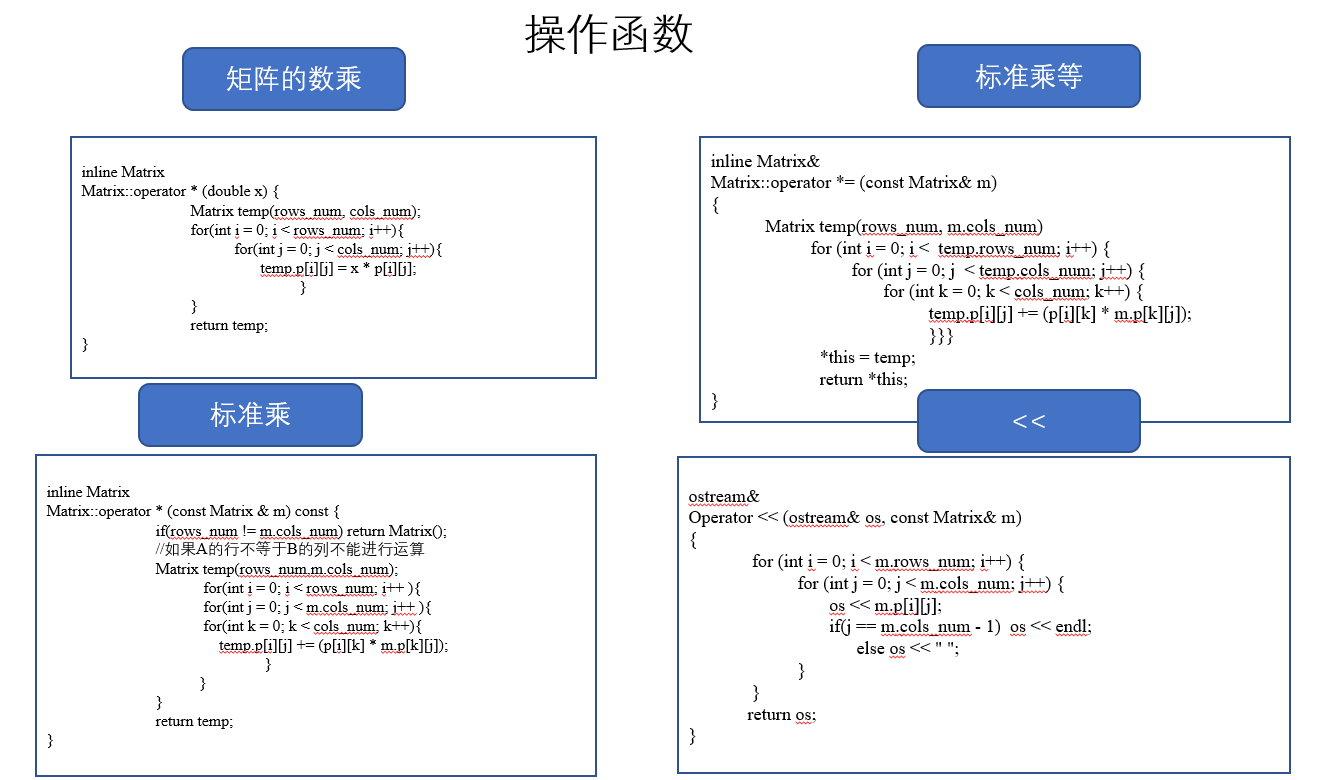 操作函数
矩阵的数乘
inline Matrix
Matrix::operator * (double x) {
Matrix temp(rows_num, cols_num);
for(int i = 0; i < rows_num; i++){
for(int j = 0; j < cols_num; j++){
temp.p[i][j] = x * p[i][j];
}
}
return temp;
}
标准乘等
inline Matrix&
Matrix::operator *= (const Matrix& m)
{
Matrix temp(rows_num, m.cols_num)
for (int i = 0; i <  temp.rows_num; i++) {
for (int j = 0; j  < temp.cols_num; j++) {
for (int k = 0; k < cols_num; k++) {
temp.p[i][j] += (p[i][k] * m.p[k][j]);
}}}
*this = temp;
return *this;
}
标准乘
inline Matrix
Matrix::operator * (const Matrix & m) const {
if(rows_num != m.cols_num) return Matrix();
//如果A的行不等于B的列不能进行运算
Matrix temp(rows_num,m.cols_num);
for(int i = 0; i < rows_num; i++ ){
for(int j = 0; j < m.cols_num; j++ ){
for(int k = 0; k < cols_num; k++){
temp.p[i][j] += (p[i][k] * m.p[k][j]);
}
}
}
return temp;
}
<<
ostream&
Operator << (ostream& os, const Matrix& m)
{
for (int i = 0; i < m.rows_num; i++) {
for (int j = 0; j < m.cols_num; j++) {
os << m.p[i][j];
if(j == m.cols_num - 1)  os << endl;
else os << " ";
}
}
return os;
}